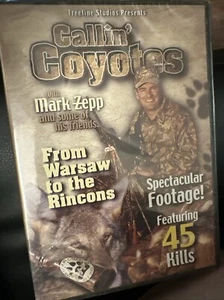 Treeline Studios Presents
Callin'
Coyotes
with
Mark Zepp
and some of
his friends.
From
Warsaw
to the
Rincons
Spectacular
Footage!
Featuring
45
Kills